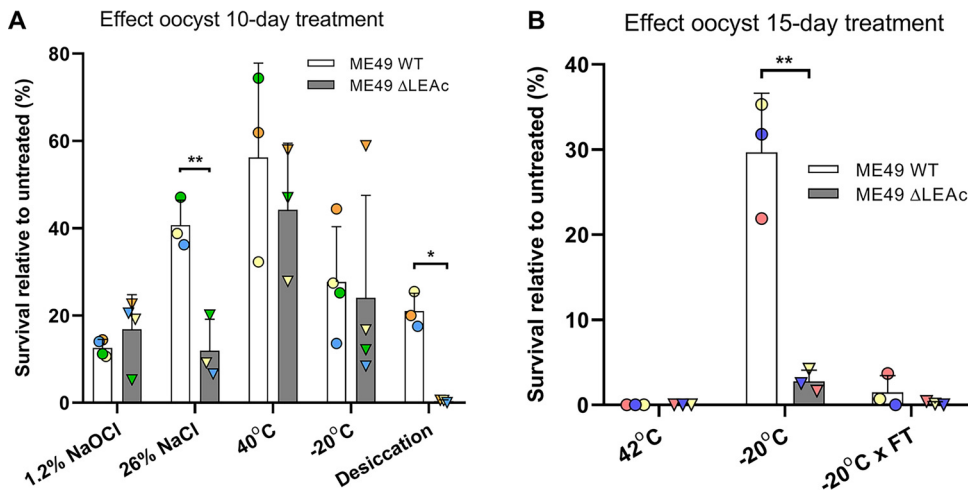 A
Effect oocyst 10-day treatment
Survival relative to untreated (%)
80
60
40
20
0
ME49 WT
ME49 ΔLEAc
**
*
1.2% NaOCl
26% NaCl
40°C
-20°C
Desiccation
B
Effect oocyst 15-day treatment
Survival relative to untreated (%)
40
30
20
10
0
**
ME49 WT
ME49 ΔLEAc
42°C
-20°C
-20°C x FT